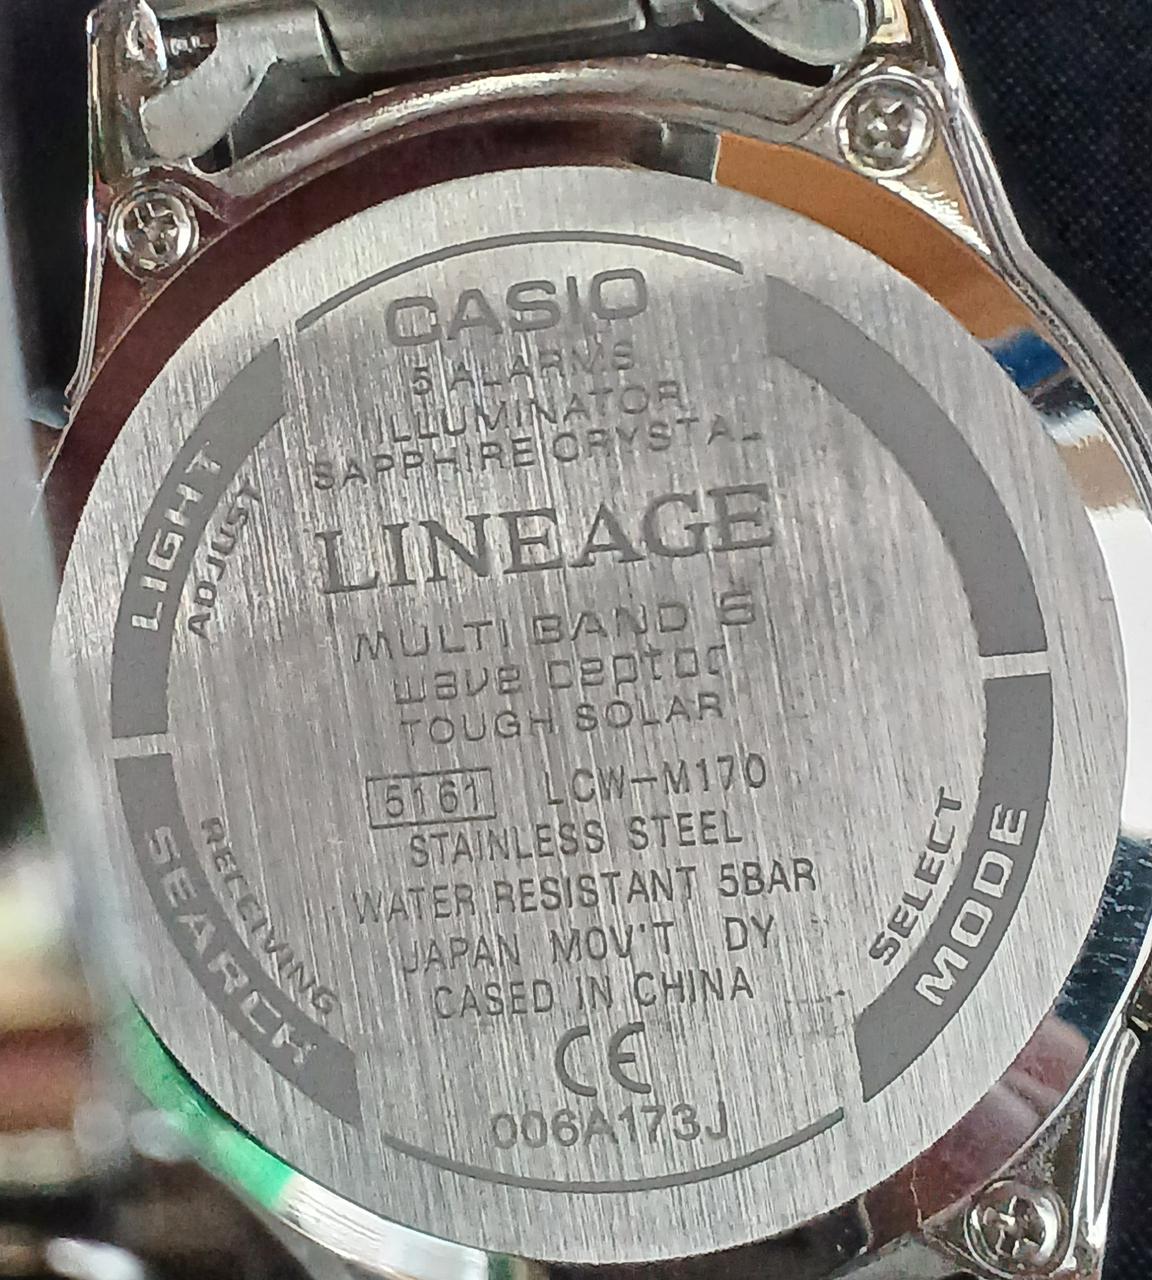 CASIO
5 ALARMS
ILLUMINATOR
SAPPHIRE CRYSTAL
LINEAGE
MULTI BAND 6
wave ceptor
TOUGH SOLAR
5161 LCW-M170
STAINLESS STEEL
WATER RESISTANT 5BAR
JAPAN MOV'T DY
CASED IN CHINA
CE
006A173J
LIGHT
ADJUST
SEARCH
RECEIVING
SELECT
MODE